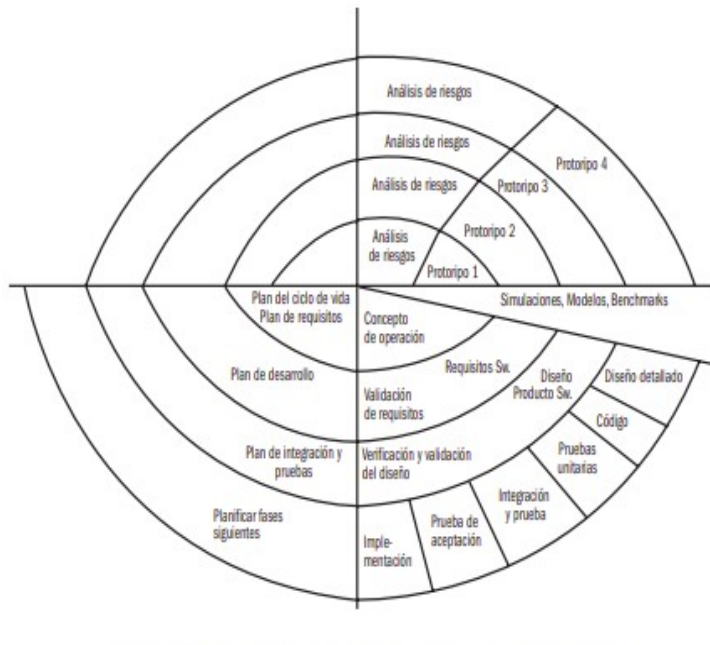 Análisis de riesgos
Análisis de riesgos
Prototipo 4
Análisis de riesgos
Protoripo 3
Protoripo 2
Análisis
de riesgos
Protoripo 1
Plan del ciclo de vida
Plan de requisitos
Simulaciones, Modelos, Benchmarks
Concepto
de operación
Requisitos Sw.
Plan de desarrollo
Diseño
Producto Sw.
Diseño detallado
Validación
de requisitos
Código
Plan de integración y
pruebas
Verificación y validación
del diseño
Pruebas
unitarias
Integración
y prueba
Planificar fases
siguientes
Prueba de
aceptación
Imple-
mentación